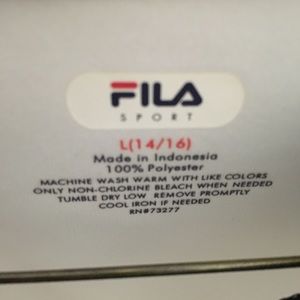 FILA
SPORT
L(14/16)
Made in Indonesia
100% Polyester
MACHINE WASH WARM WITH LIKE COLORS
ONLY NON-CHLORINE BLEACH WHEN NEEDED
TUMBLE DRY LOW REMOVE PROMPTLY
COOL IRON IF NEEDED
RN#73277